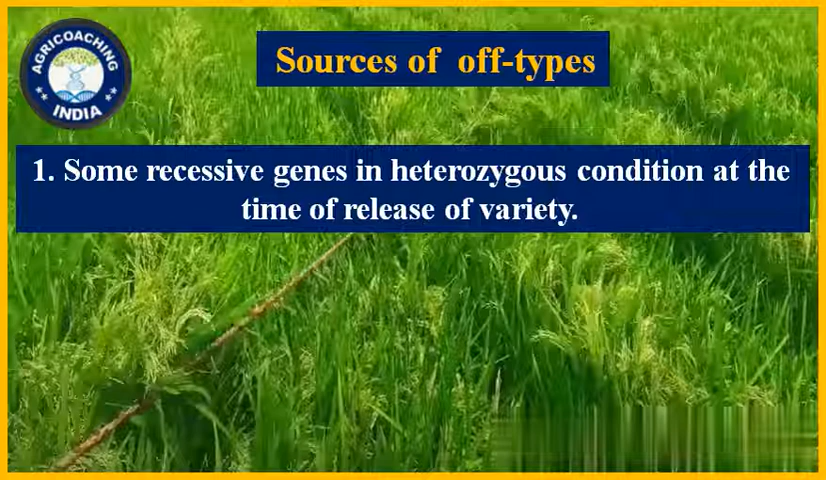 AGRICOACHING
INDIA
Sources of off-types
1. Some recessive genes in heterozygous condition at the
time of release of variety.